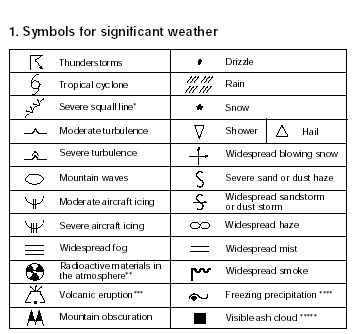 1. Symbols for significant weather
Thunderstorms
Drizzle
Tropical cyclone
Rain
Severe squall line*
Snow
Moderate turbulence
Shower
Hail
Severe turbulence
Widespread blowing snow
Mountain waves
Severe sand or dust haze
Moderate aircraft icing
Widespread sandstorm
or dust storm
Severe aircraft icing
Widespread haze
Widespread fog
Widespread mist
Radioactive materials in
the atmosphere**
Widespread smoke
Volcanic eruption***
Freezing precipitation ****
Mountain obscuration
Visible ash cloud *****